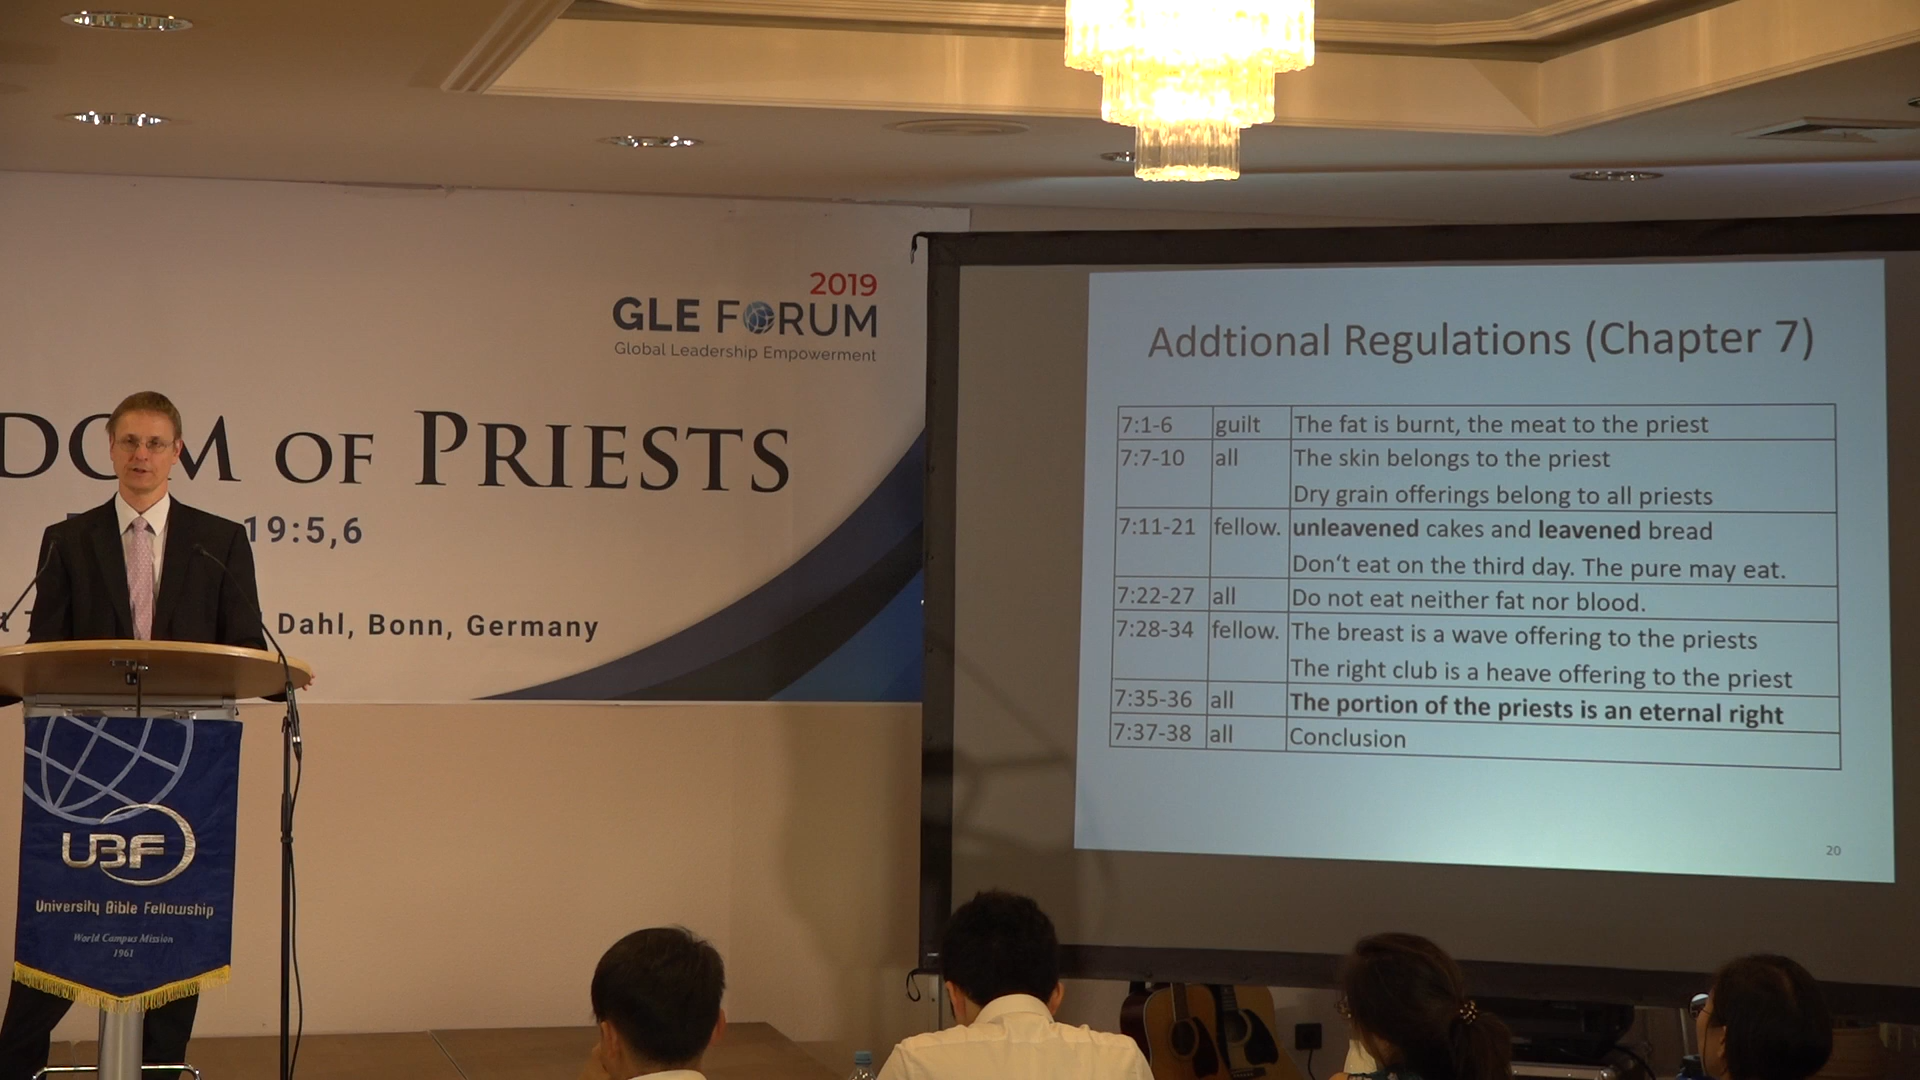 2019
GLE FORUM
Global Leadership Empowerment
DOM OF PRIESTS
19:5,6
Dahl, Bonn, Germany
UBF
University Bible Fellowship
World Campus Mission
1961
Addtional Regulations (Chapter 7)
7:1-6 guilt The fat is burnt, the meat to the priest
7:7-10 all The skin belongs to the priest
Dry grain offerings belong to all priests
7:11-21 fellow. unleavened cakes and leavened bread
Don't eat on the third day. The pure may eat.
7:22-27 all Do not eat neither fat nor blood.
7:28-34 fellow. The breast is a wave offering to the priests
The right club is a heave offering to the priest
7:35-36 all The portion of the priests is an eternal right
7:37-38 all Conclusion
20